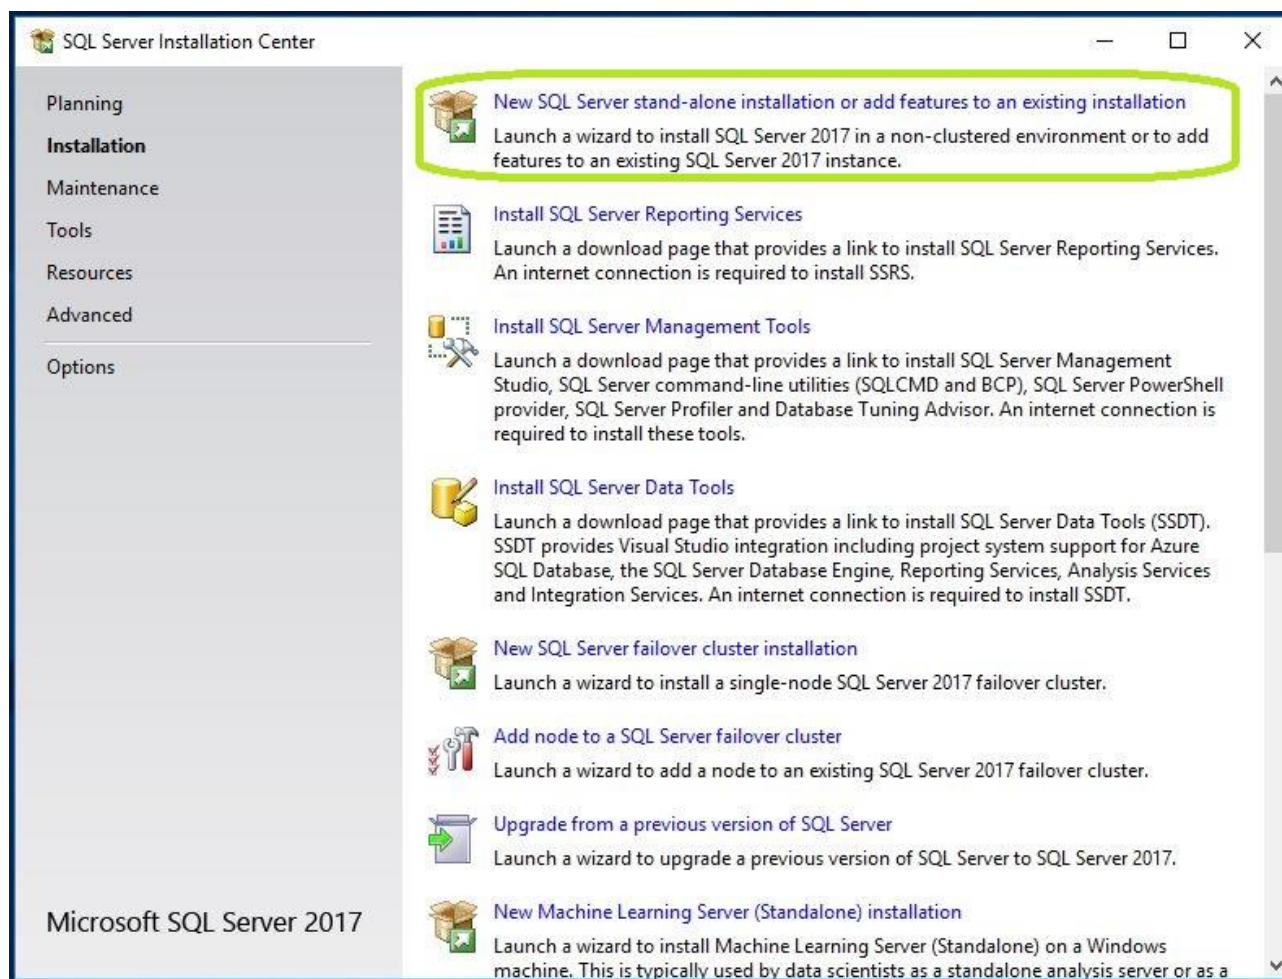 SQL Server Installation Center
Planning
Installation
Maintenance
Tools
Resources
Advanced
Options
Microsoft SQL Server 2017
New SQL Server stand-alone installation or add features to an existing installation
Launch a wizard to install SQL Server 2017 in a non-clustered environment or to add
features to an existing SQL Server 2017 instance.
Install SQL Server Reporting Services
Launch a download page that provides a link to install SQL Server Reporting Services.
An internet connection is required to install SSRS.
Install SQL Server Management Tools
Launch a download page that provides a link to install SQL Server Management
Studio, SQL Server command-line utilities (SQLCMD and BCP), SQL Server PowerShell
provider, SQL Server Profiler and Database Tuning Advisor. An internet connection is
required to install these tools.
Install SQL Server Data Tools
Launch a download page that provides a link to install SQL Server Data Tools (SSDT).
SSDT provides Visual Studio integration including project system support for Azure
SQL Database, the SQL Server Database Engine, Reporting Services, Analysis Services
and Integration Services. An internet connection is required to install SSDT.
New SQL Server failover cluster installation
Launch a wizard to install a single-node SQL Server 2017 failover cluster.
Add node to a SQL Server failover cluster
Launch a wizard to add a node to an existing SQL Server 2017 failover cluster.
Upgrade from a previous version of SQL Server
Launch a wizard to upgrade a previous version of SQL Server to SQL Server 2017.
New Machine Learning Server (Standalone) installation
Launch a wizard to install Machine Learning Server (Standalone) on a Windows
machine. This is typically used by data scientists as a standalone analysis server or as a